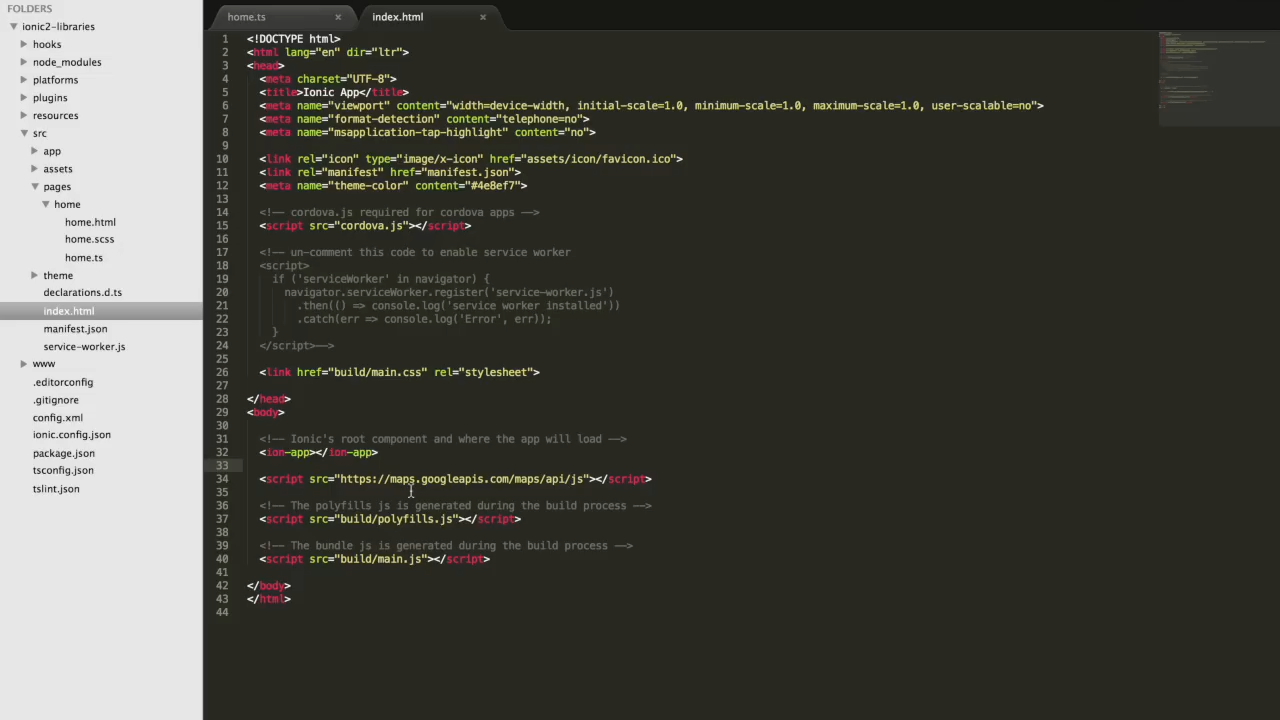 FOLDERS
ionic2-libraries
hooks
node_modules
platforms
plugins
resources
src
app
assets
pages
home
home.html
home.scss
home.ts
theme
declarations.d.ts
index.html
manifest.json
service-worker.js
www
.editorconfig
.gitignore
config.xml
ionic.config.json
package.json
tsconfig.json
tslint.json
home.ts × index.html ×
1 <!DOCTYPE html>
2 <html lang="en" dir="ltr">
3 <head>
4 <meta charset="UTF-8">
5 <title>Ionic App</title>
6 <meta name="viewport" content="width=device-width, initial-scale=1.0, minimum-scale=1.0, maximum-scale=1.0, user-scalable=no">
7 <meta name="format-detection" content="telephone=no">
8 <meta name="msapplication-tap-highlight" content="no">
9
10 <link rel="icon" type="image/x-icon" href="assets/icon/favicon.ico">
11 <link rel="manifest" href="manifest.json">
12 <meta name="theme-color" content="#4e8ef7">
13
14 <!-- cordova.js required for cordova apps -->
15 <script src="cordova.js"></script>
16
17 <!-- un-comment this code to enable service worker
18 <script>
19 if ('serviceWorker' in navigator) {
20 navigator.serviceWorker.register('service-worker.js')
21 .then(() => console.log('service worker installed'))
22 .catch(err => console.log('Error', err));
23 }
24 </script>-->
25
26 <link href="build/main.css" rel="stylesheet">
27
28 </head>
29 <body>
30
31 <!-- Ionic's root component and where the app will load -->
32 <ion-app></ion-app>
33
34 <script src="https://maps.googleapis.com/maps/api/js"></script>
35
36 <!-- The polyfills js is generated during the build process -->
37 <script src="build/polyfills.js"></script>
38
39 <!-- The bundle js is generated during the build process -->
40 <script src="build/main.js"></script>
41
42 </body>
43 </html>
44